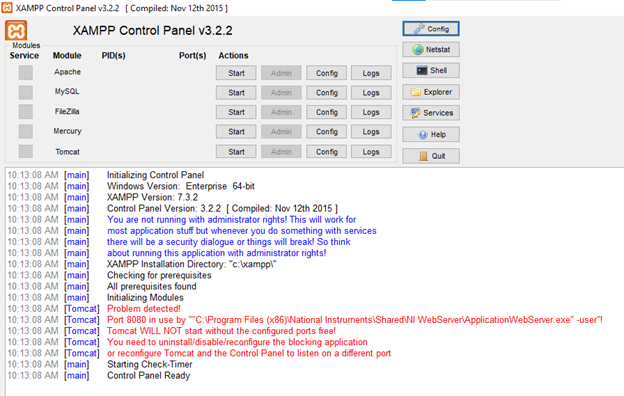 XAMPP Control Panel v3.2.2 [ Compiled: Nov 12th 2015 ]
XAMPP Control Panel v3.2.2
Config
Modules
Service Module PID(s) Port(s) Actions
Netstat
Apache Start Admin Config Logs
Shell
MySQL Start Admin Config Logs
Explorer
FileZilla Start Admin Config Logs
Services
Mercury Start Admin Config Logs
Help
Tomcat Start Admin Config Logs
Quit
10:13:08 AM [main] Initializing Control Panel
10:13:08 AM [main] Windows Version: Enterprise 64-bit
10:13:08 AM [main] XAMPP Version: 7.3.2
10:13:08 AM [main] Control Panel Version: 3.2.2 [ Compiled: Nov 12th 2015 ]
10:13:08 AM [main] You are not running with administrator rights! This will work for
10:13:08 AM [main] most application stuff but whenever you do something with services
10:13:08 AM [main] there will be a security dialogue or things will break! So think
10:13:08 AM [main] about running this application with administrator rights!
10:13:08 AM [main] XAMPP Installation Directory: "c:\xampp\"
10:13:08 AM [main] Checking for prerequisites
10:13:08 AM [main] All prerequisites found
10:13:08 AM [main] Initializing Modules
10:13:08 AM [Tomcat] Problem detected!
10:13:08 AM [Tomcat] Port 8080 in use by ""C:\Program Files (x86)\National Instruments\Shared\NI WebServer\ApplicationWebServer.exe" -user"!
10:13:08 AM [Tomcat] Tomcat WILL NOT start without the configured ports free!
10:13:08 AM [Tomcat] You need to uninstall/disable/reconfigure the blocking application
10:13:08 AM [Tomcat] or reconfigure Tomcat and the Control Panel to listen on a different port
10:13:08 AM [main] Starting Check-Timer
10:13:08 AM [main] Control Panel Ready